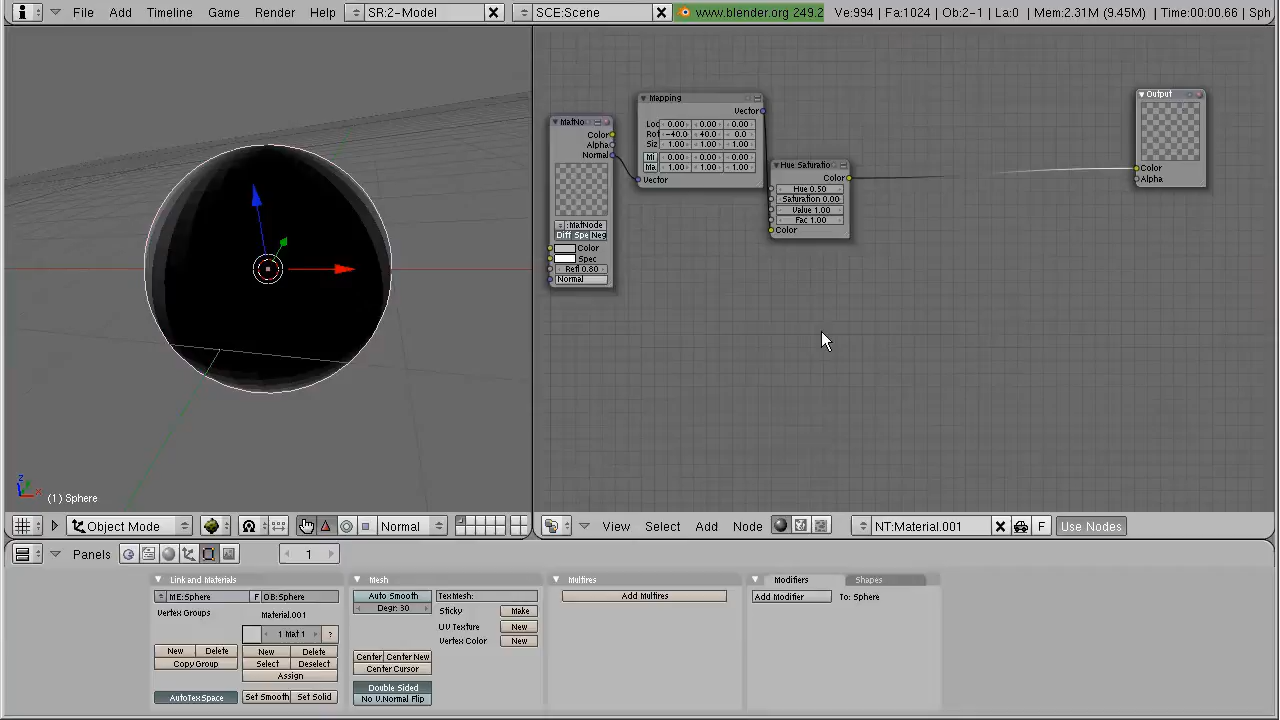 File Add Timeline Game Render Help SR:2-Model SCE:Scene www.blender.org 249.2 Ve:994 | Fa:1024 | Ob:2-1 | La:0 | Mem:2.31M (9.45M) | Time:00:00.66 | Sph
Mapping
Vector
Loc 0.00 0.00 0.00
Rot -40.0 40.0 0.0
Siz 1.00 1.00 1.00
Mi 0.00 0.00 0.00
Ma 1.00 1.00 1.00
Vector
MatNo
Color
Alpha
Normal
:MatNode
Diff Spe Neg
Color
Spec
Refl 0.80
Normal
Hue Saturatio
Color
Hue 0.50
Saturation 0.00
Value 1.00
Fac 1.00
Color
Output
Color
Alpha
z
x
(1) Sphere
Object Mode Normal
View Select Add Node NT:Material.001 F Use Nodes
Panels 1
Link and Materials
ME:Sphere F OB:Sphere
Vertex Groups
Material.001
1 Mat 1 ?
New Delete New Delete
Copy Group Select Deselect
Assign
AutoTexSpace Set Smooth Set Solid
Mesh
Auto Smooth TexMesh:
Degr: 30 Sticky Make
UV Texture New
Vertex Color New
Center Center New
Center Cursor
Double Sided
No V.Normal Flip
Multires
Add Multires
Modifiers Shapes
Add Modifier To: Sphere